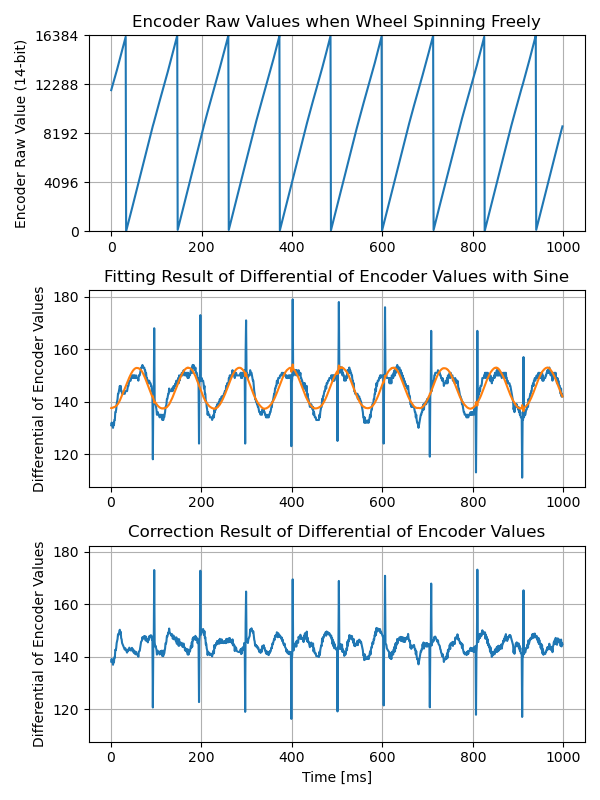 Encoder Raw Values when Wheel Spinning Freely
Encoder Raw Value (14-bit)
16384
12288
8192
4096
0
0 200 400 600 800 1000
Fitting Result of Differential of Encoder Values with Sine
Differential of Encoder Values
180
160
140
120
0 200 400 600 800 1000
Correction Result of Differential of Encoder Values
Differential of Encoder Values
180
160
140
120
0 200 400 600 800 1000
Time [ms]